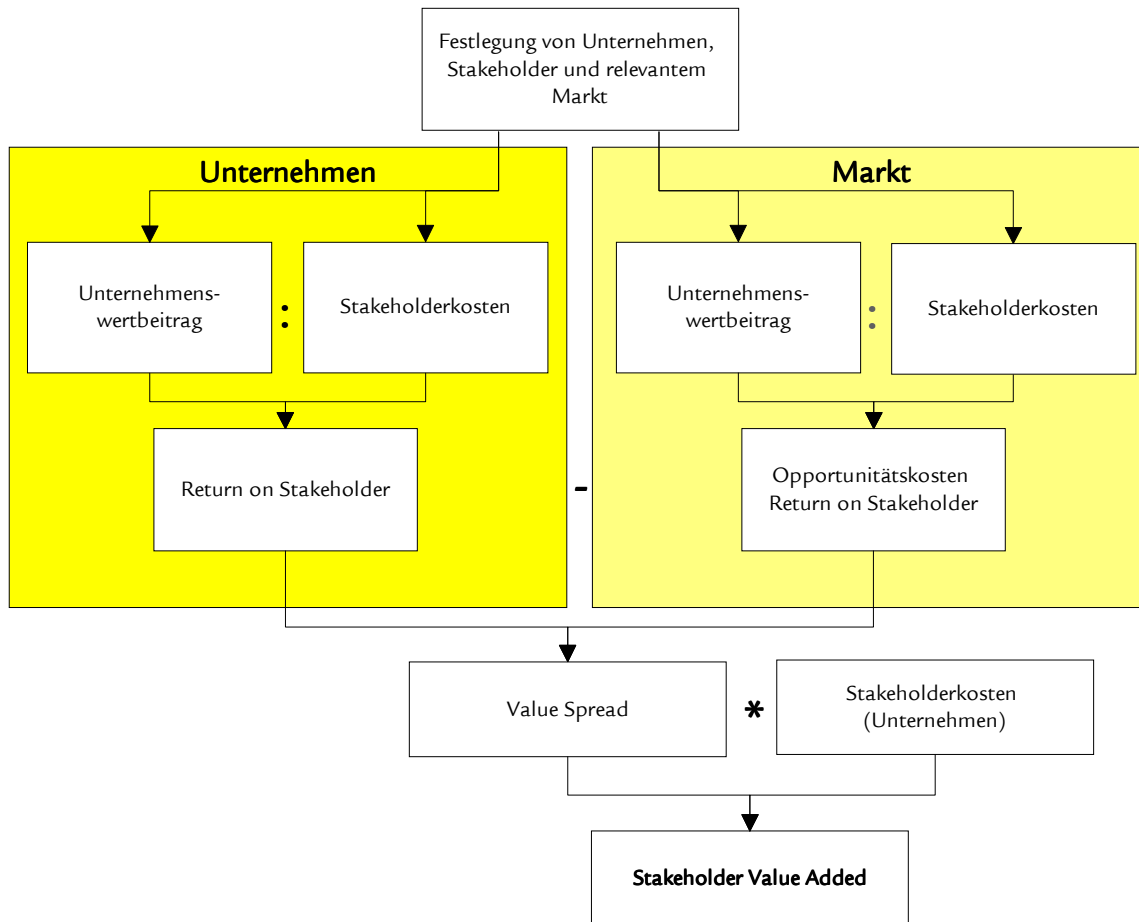 Festlegung von Unternehmen,
Stakeholder und relevantem
Markt
Unternehmen
Markt
Unternehmens-
wertbeitrag
:
Stakeholderkosten
Unternehmens-
wertbeitrag
:
Stakeholderkosten
Return on Stakeholder
-
Opportunitätskosten
Return on Stakeholder
Value Spread
*
Stakeholderkosten
(Unternehmen)
Stakeholder Value Added